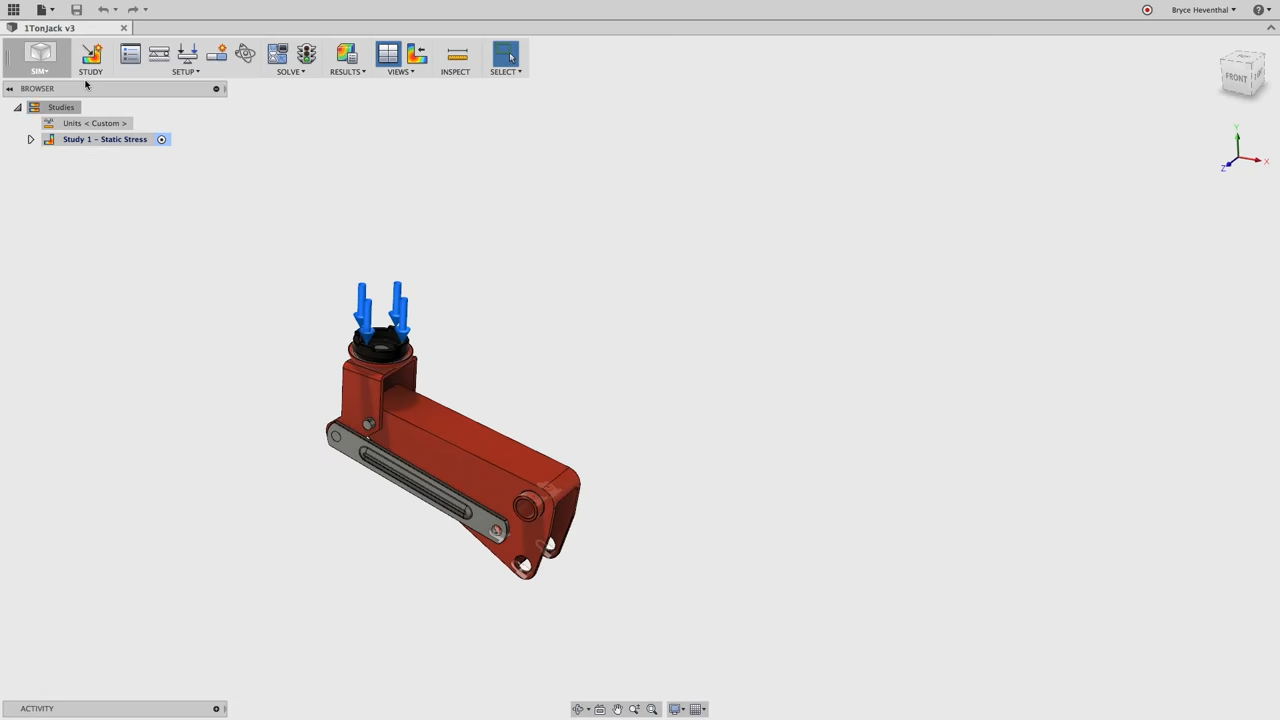 Bryce Heventhal
1TonJack v3
SIM STUDY SETUP SOLVE RESULTS VIEWS INSPECT SELECT
BROWSER
Studies
Units < Custom >
Study 1 - Static Stress
FRONT
Y
X
Z
ACTIVITY